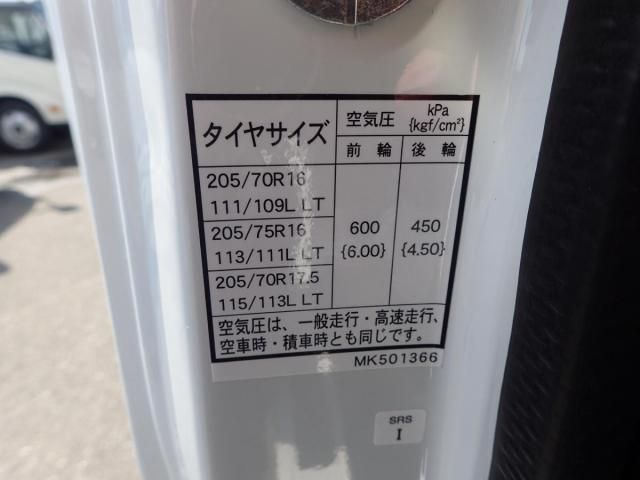 タイヤサイズ
空気圧 kPa {kgf/cm²}
前輪 後輪
205/70R16
111/109L LT
205/75R16
113/111L LT
205/70R17.5
115/113L LT
600 450
{6.00} {4.50}
空気圧は、一般走行・高速走行、
空車時・積車時とも同じです。
MK501366
SRS
I